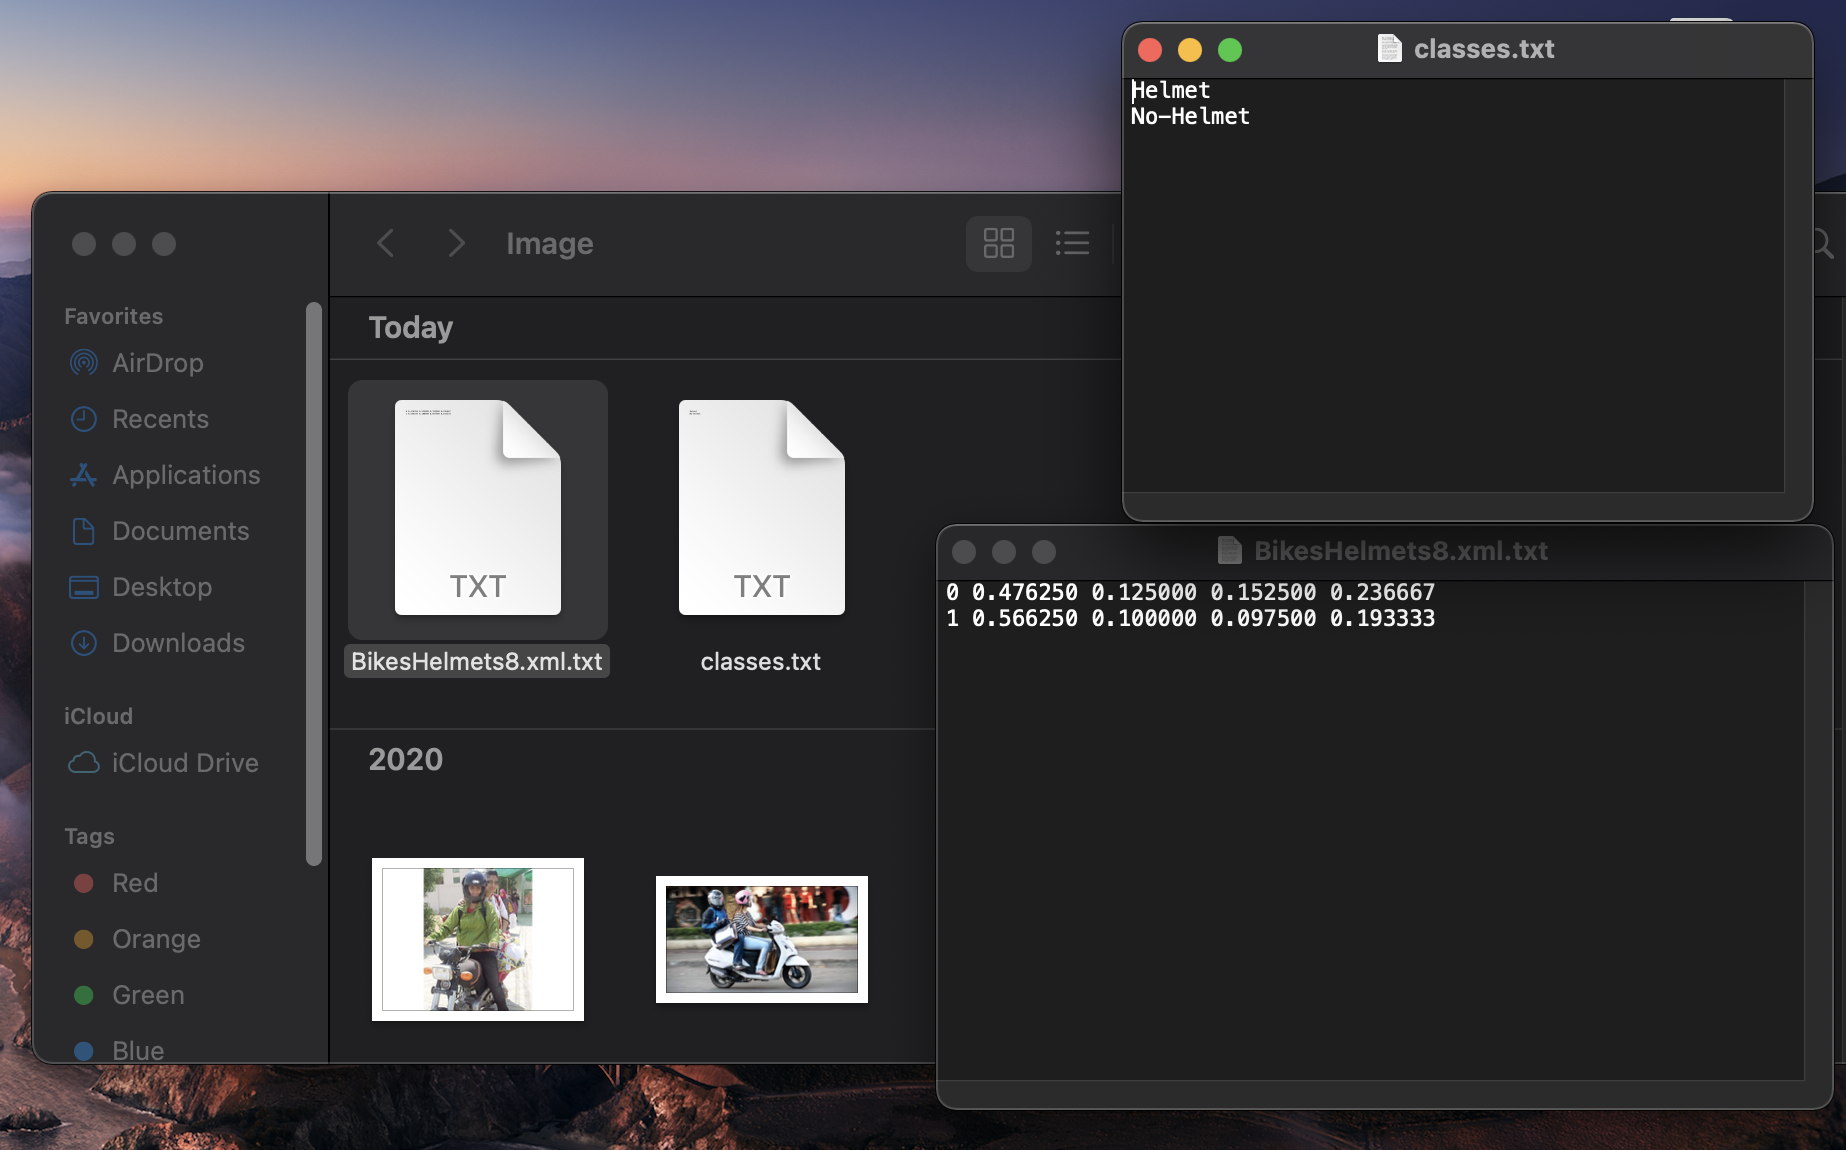 classes.txt
Helmet
No-Helmet
Image
Favorites
AirDrop
Recents
Applications
Documents
Desktop
Downloads
iCloud
iCloud Drive
Tags
Red
Orange
Green
Blue
Today
TXT
TXT
BikesHelmets8.xml.txt
classes.txt
2020
BikesHelmets8.xml.txt
0 0.476250 0.125000 0.152500 0.236667
1 0.566250 0.100000 0.097500 0.193333